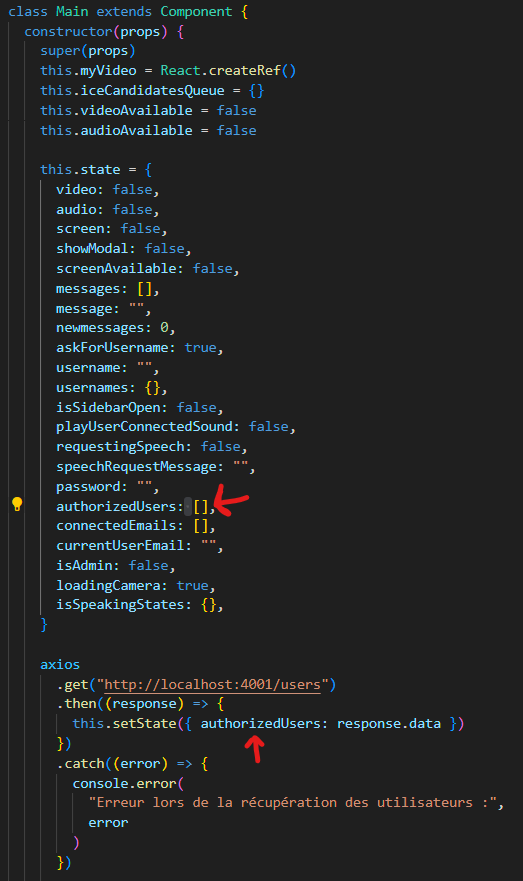 class Main extends Component {
constructor(props) {
super(props)
this.myVideo = React.createRef()
this.iceCandidatesQueue = {}
this.videoAvailable = false
this.audioAvailable = false
this.state = {
video: false,
audio: false,
screen: false,
showModal: false,
screenAvailable: false,
messages: [],
message: "",
newmessages: 0,
askForUsername: true,
username: "",
usernames: {},
isSidebarOpen: false,
playUserConnectedSound: false,
requestingSpeech: false,
speechRequestMessage: "",
password: "",
authorizedUsers: [],
connectedEmails: [],
currentUserEmail: "",
isAdmin: false,
loadingCamera: true,
isSpeakingStates: {},
}
axios
.get("http://localhost:4001/users")
.then((response) => {
this.setState({ authorizedUsers: response.data })
})
.catch((error) => {
console.error(
"Erreur lors de la récupération des utilisateurs :",
error
)
})